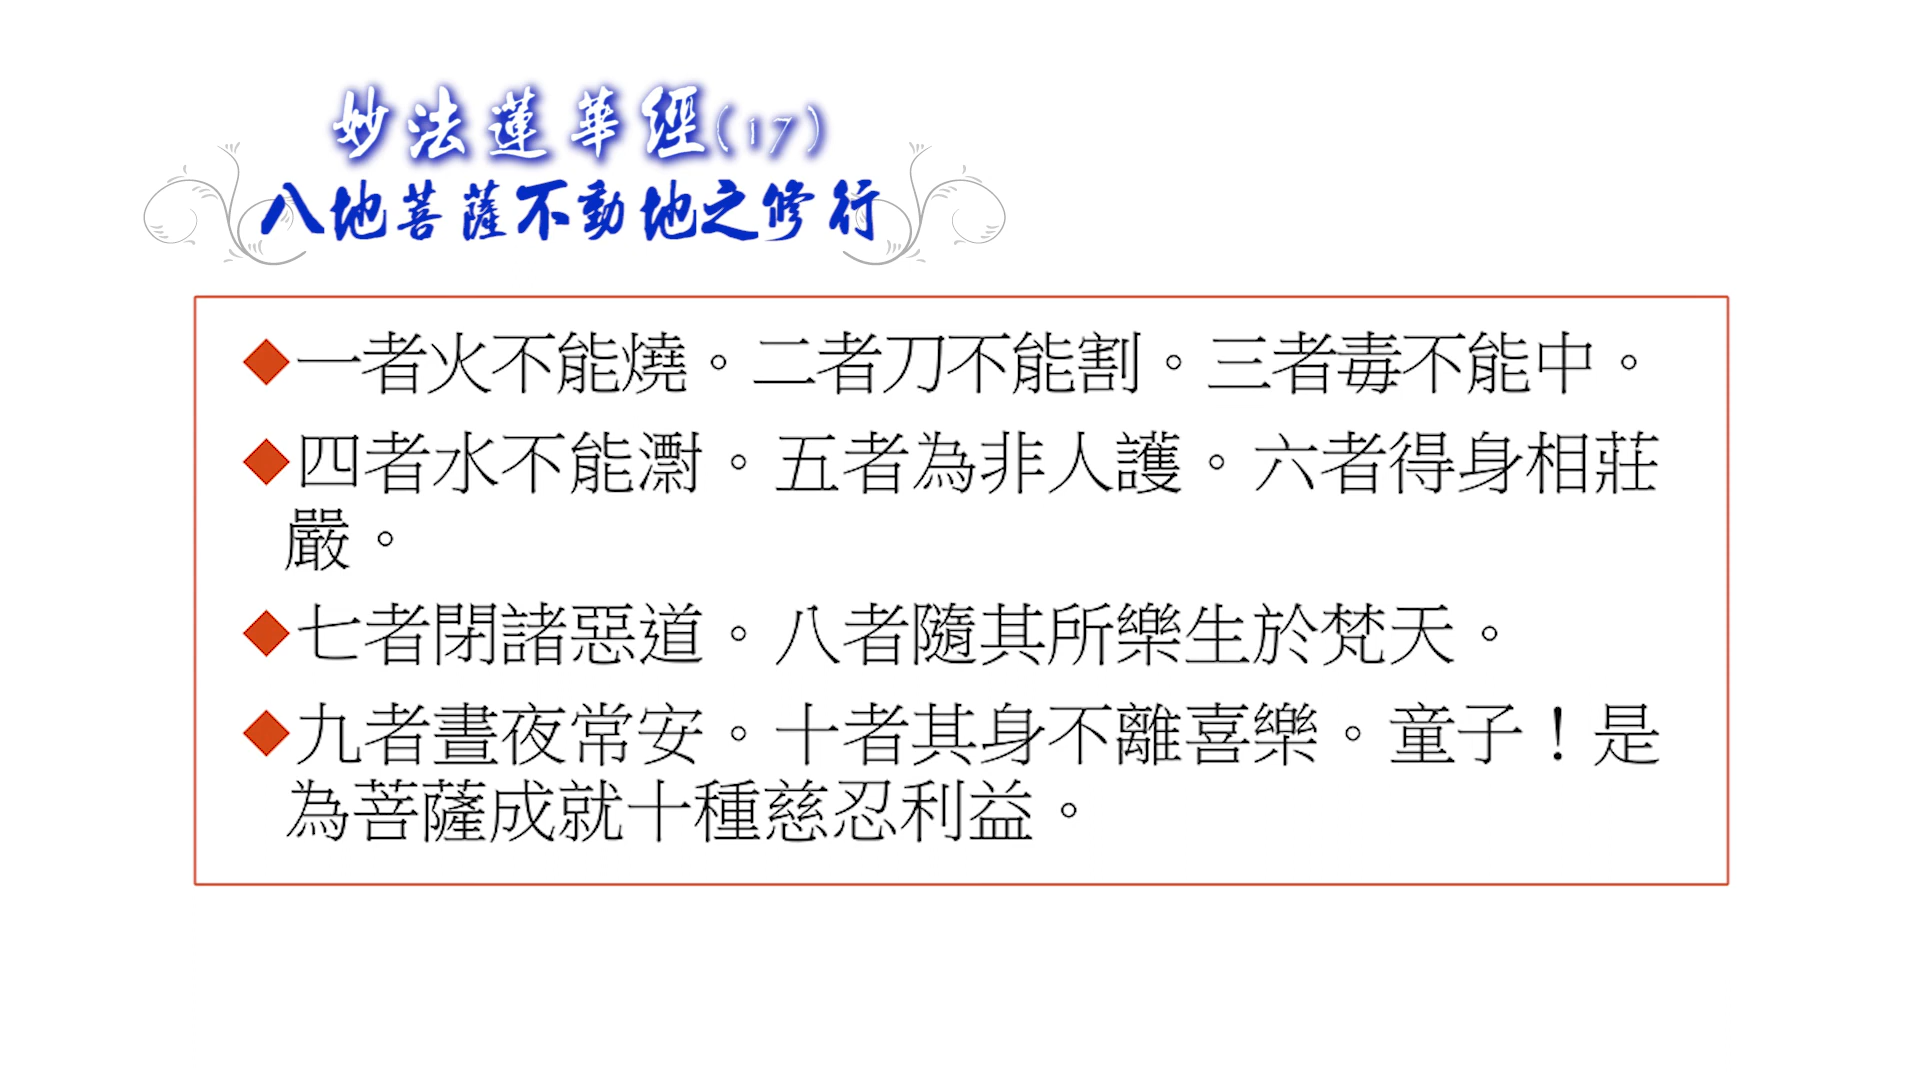 妙法蓮華經(17)
八地菩薩不動地之修行
◆一者火不能燒。二者刀不能割。三者毒不能中。
◆四者水不能㵍。五者為非人護。六者得身相莊
嚴。
◆七者閉諸惡道。八者隨其所樂生於梵天。
◆九者晝夜常安。十者其身不離喜樂。童子！是
為菩薩成就十種慈忍利益。